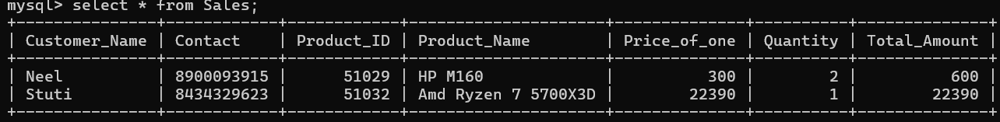 mysql> select * from Sales;
+---------------+------------+------------+--------------------+--------------+----------+--------------+
| Customer_Name | Contact    | Product_ID | Product_Name       | Price_of_one | Quantity | Total_Amount |
+---------------+------------+------------+--------------------+--------------+----------+--------------+
| Neel          | 8900093915 |      51029 | HP M160            |          300 |        2 |          600 |
| Stuti         | 8434329623 |      51032 | Amd Ryzen 7 5700X3D |        22390 |        1 |        22390 |
+---------------+------------+------------+--------------------+--------------+----------+--------------+